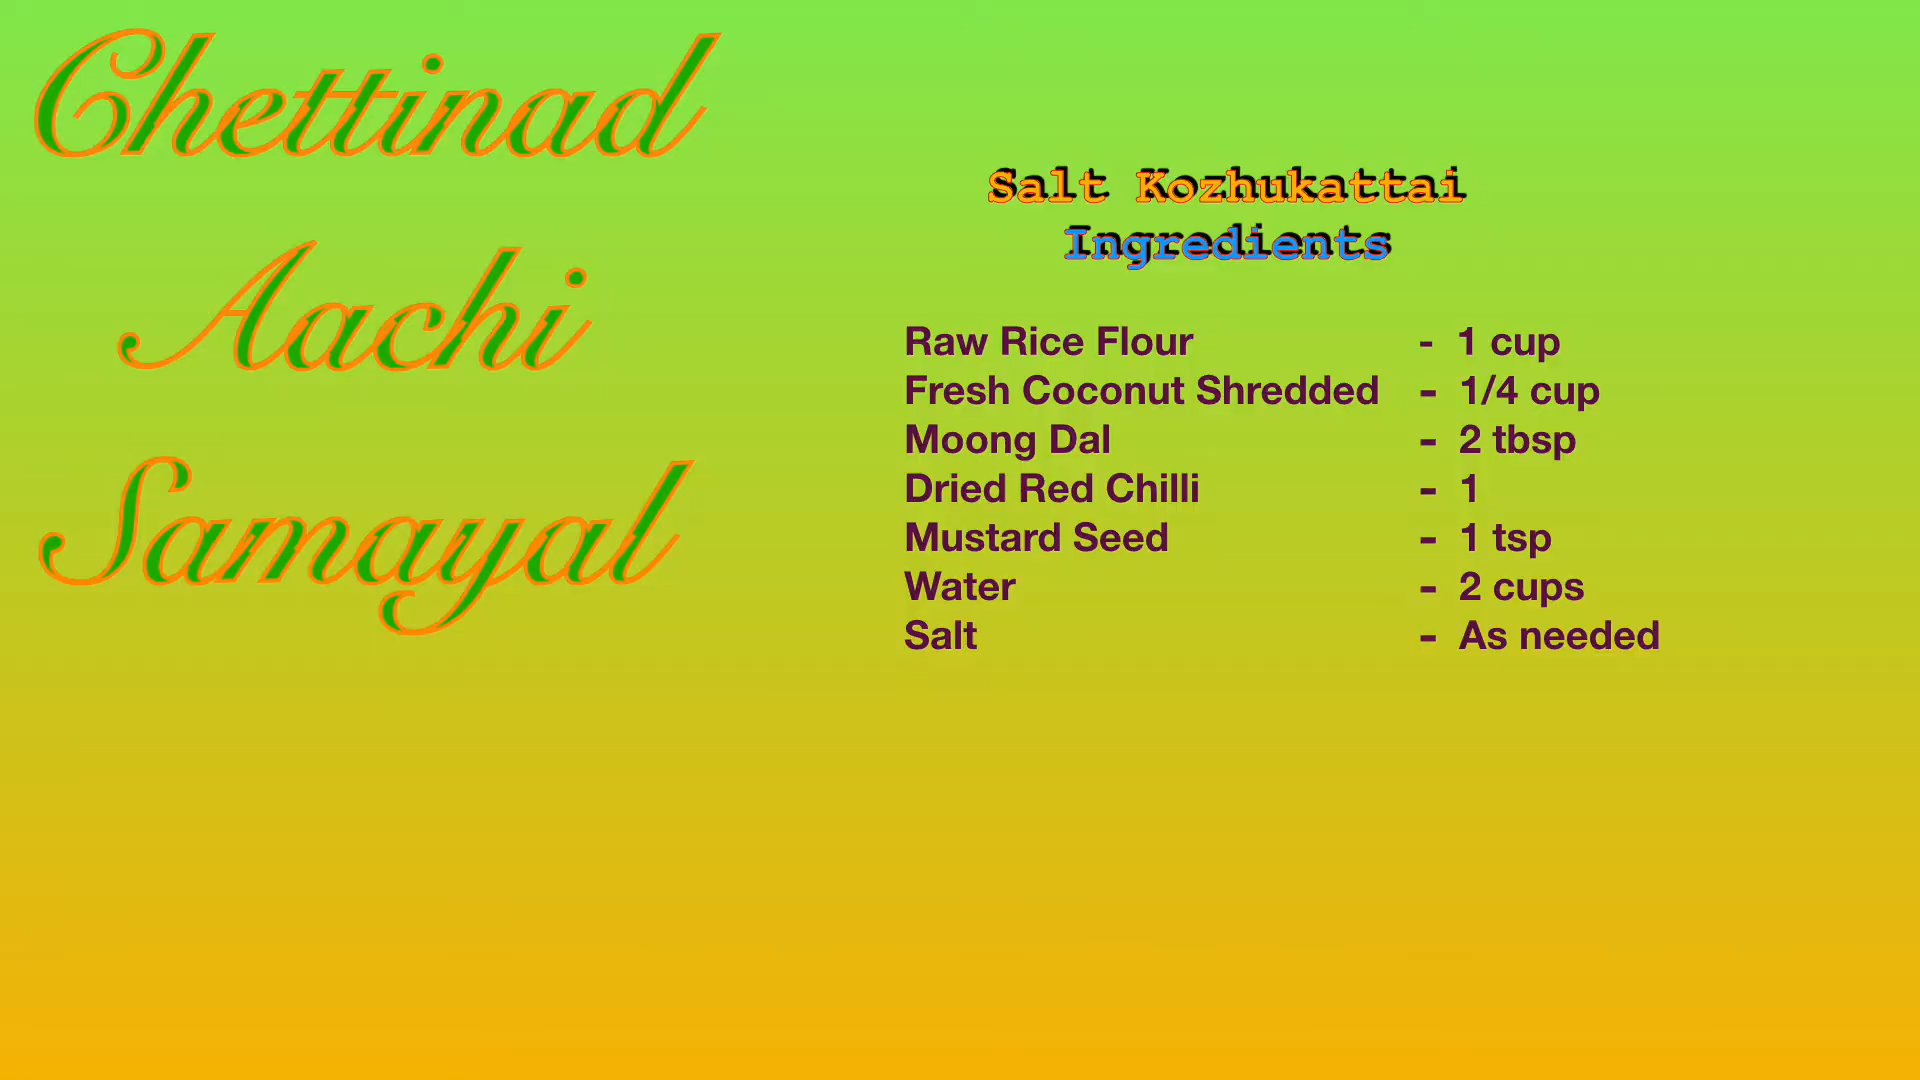 Chettinad
Aachi
Samayal
Salt Kozhukattai
Ingredients
Raw Rice Flour - 1 cup
Fresh Coconut Shredded - 1/4 cup
Moong Dal - 2 tbsp
Dried Red Chilli - 1
Mustard Seed - 1 tsp
Water - 2 cups
Salt - As needed